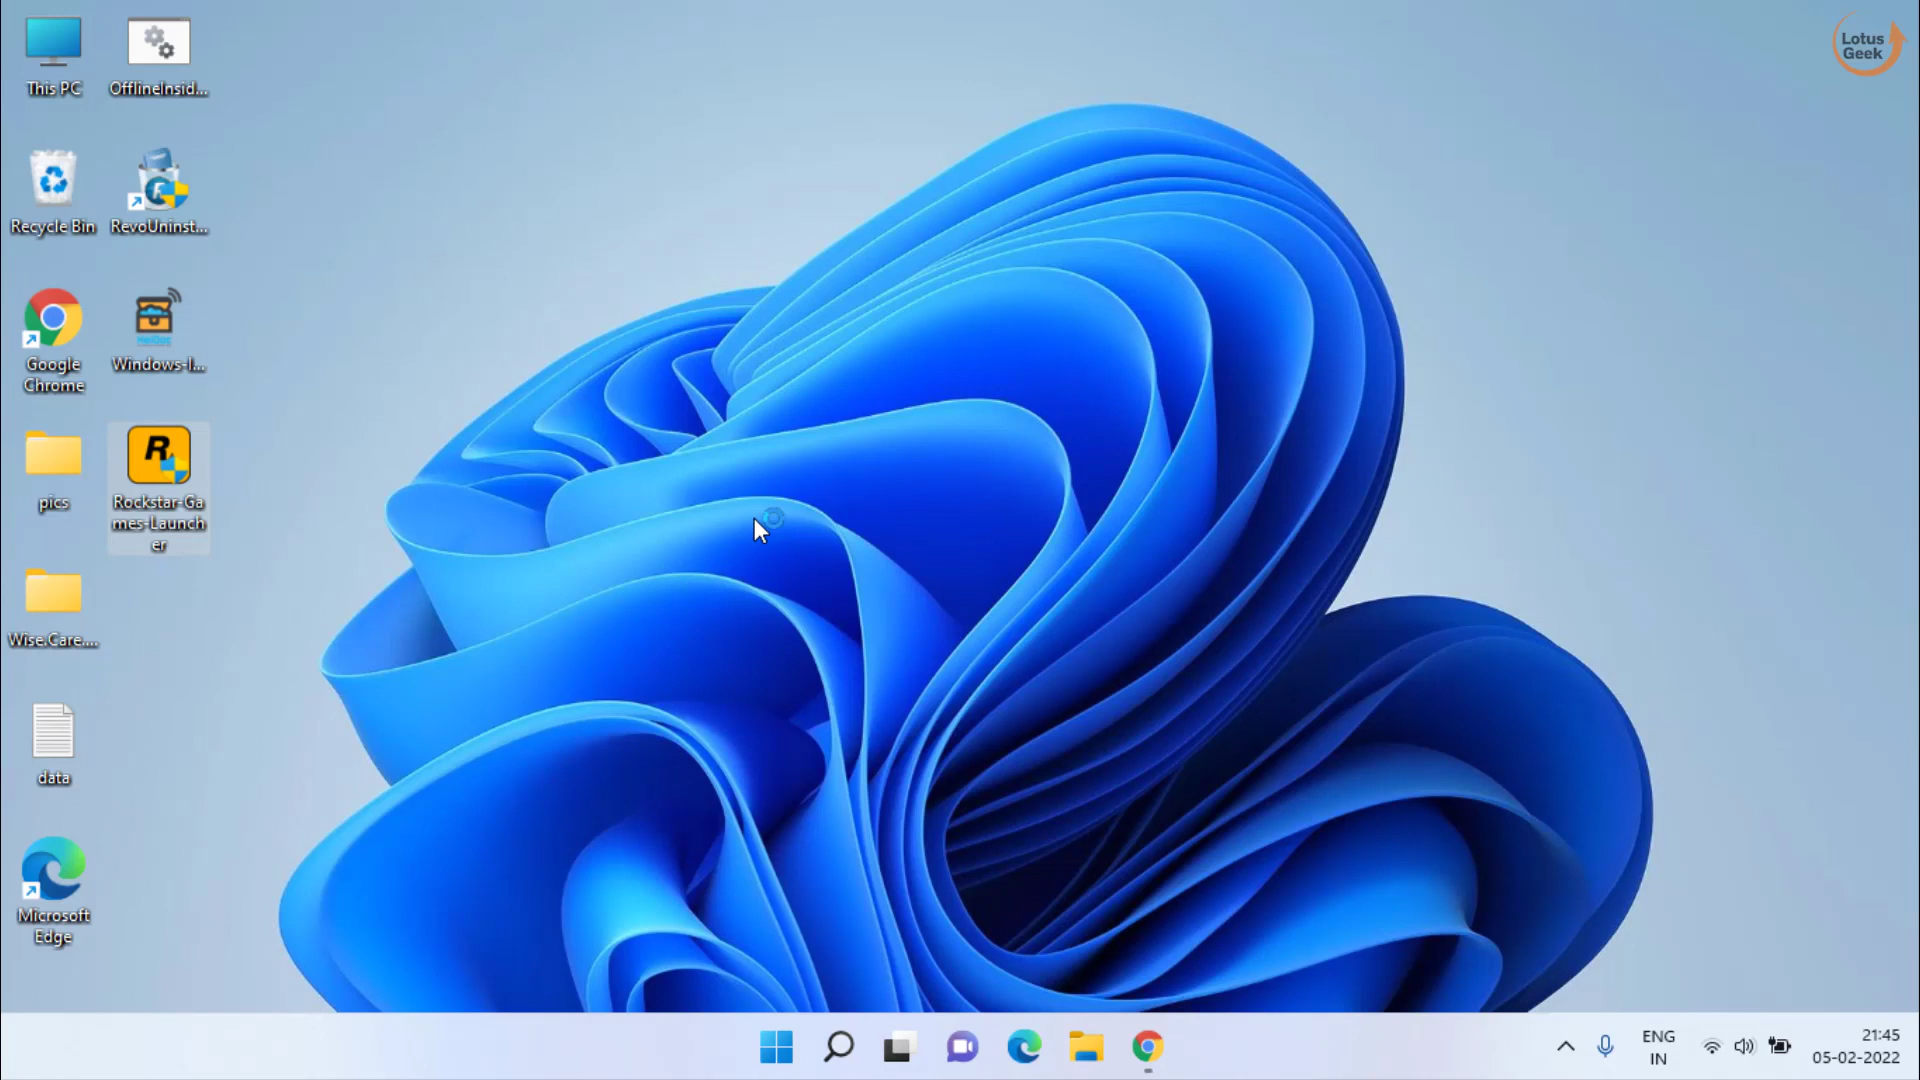 This PC
OfflineInsid...
Lotus
Geek
Recycle Bin
RevoUninst...
Google
Chrome
Windows-I...
pics
Rockstar-Ga
mes-Launch
er
Wise.Care....
data
Microsoft
Edge
ENG
IN
21:45
05-02-2022